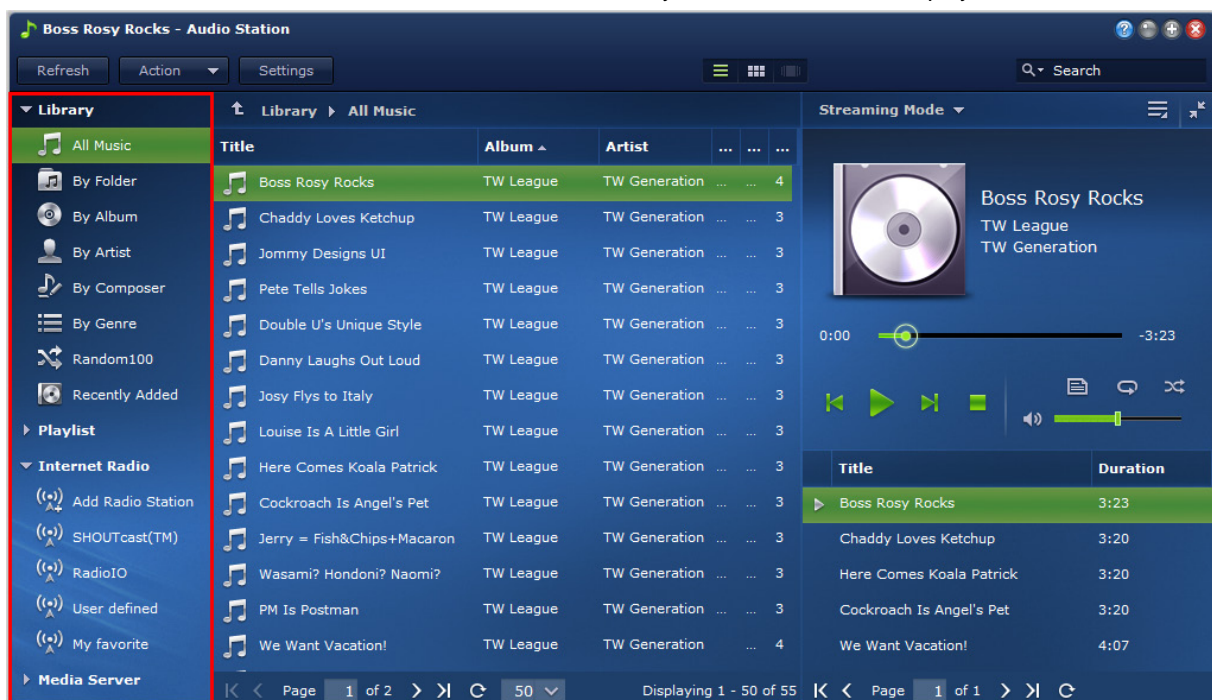 Boss Rosy Rocks - Audio Station
Refresh Action Settings Search
Library
All Music
By Folder
By Album
By Artist
By Composer
By Genre
Random100
Recently Added
Playlist
Internet Radio
Add Radio Station
SHOUTcast(TM)
RadioIO
User defined
My favorite
Media Server
Library All Music
Title Album Artist ... ... ...
Boss Rosy Rocks TW League TW Generation ... ... 4
Chaddy Loves Ketchup TW League TW Generation ... ... 3
Jommy Designs UI TW League TW Generation ... ... 3
Pete Tells Jokes TW League TW Generation ... ... 3
Double U's Unique Style TW League TW Generation ... ... 3
Danny Laughs Out Loud TW League TW Generation ... ... 3
Josy Flys to Italy TW League TW Generation ... ... 3
Louise Is A Little Girl TW League TW Generation ... ... 3
Here Comes Koala Patrick TW League TW Generation ... ... 3
Cockroach Is Angel's Pet TW League TW Generation ... ... 3
Jerry = Fish&Chips+Macaron TW League TW Generation ... ... 3
Wasami? Hondoni? Naomi? TW League TW Generation ... ... 3
PM Is Postman TW League TW Generation ... ... 3
We Want Vacation! TW League TW Generation ... 4
Page 1 of 2 50 Displaying 1 - 50 of 55
Streaming Mode
Boss Rosy Rocks
TW League
TW Generation
0:00 -3:23
Title Duration
Boss Rosy Rocks 3:23
Chaddy Loves Ketchup 3:20
Here Comes Koala Patrick 3:20
Cockroach Is Angel's Pet 3:20
We Want Vacation! 4:07
Page 1 of 1